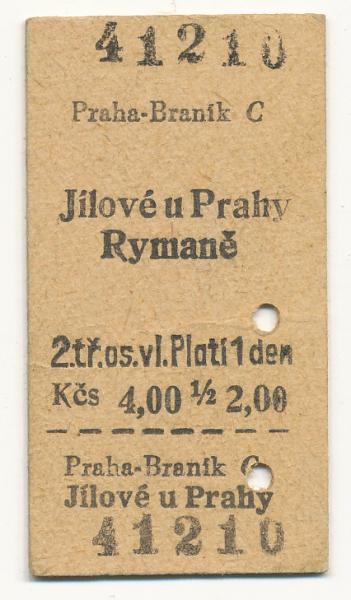 41210
Praha-Braník C
Jílové u Prahy
Rymaně
2.tř.os.vl.Platí 1 den
Kčs 4,00 ½ 2,00
Praha-Braník C
Jílové u Prahy
41210